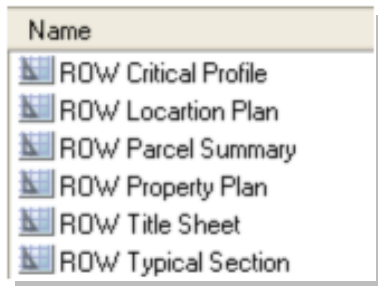 Name
ROW Critical Profile
ROW Locartion Plan
ROW Parcel Summary
ROW Property Plan
ROW Title Sheet
ROW Typical Section